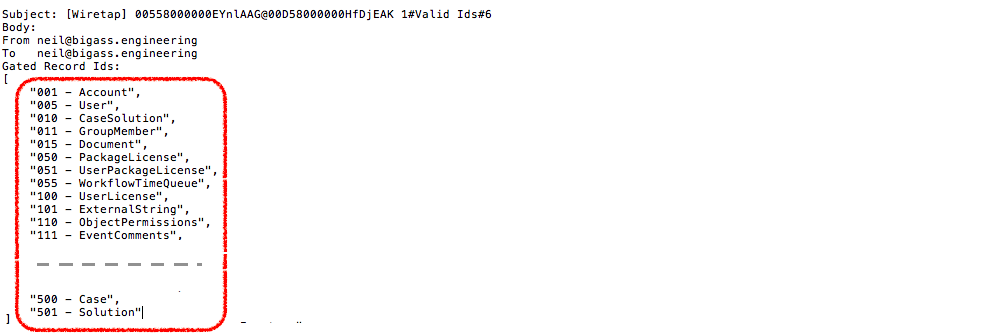 Subject: [Wiretap] 00558000000EYnlAAG@00D58000000HfDjEAK 1#Valid Ids#6
Body:
From neil@bigass.engineering
To neil@bigass.engineering
Gated Record Ids:
[
"001 - Account",
"005 - User",
"010 - CaseSolution",
"011 - GroupMember",
"015 - Document",
"050 - PackageLicense",
"051 - UserPackageLicense",
"055 - WorkflowTimeQueue",
"100 - UserLicense",
"101 - ExternalString",
"110 - ObjectPermissions",
"111 - EventComments",
"500 - Case",
"501 - Solution"
]